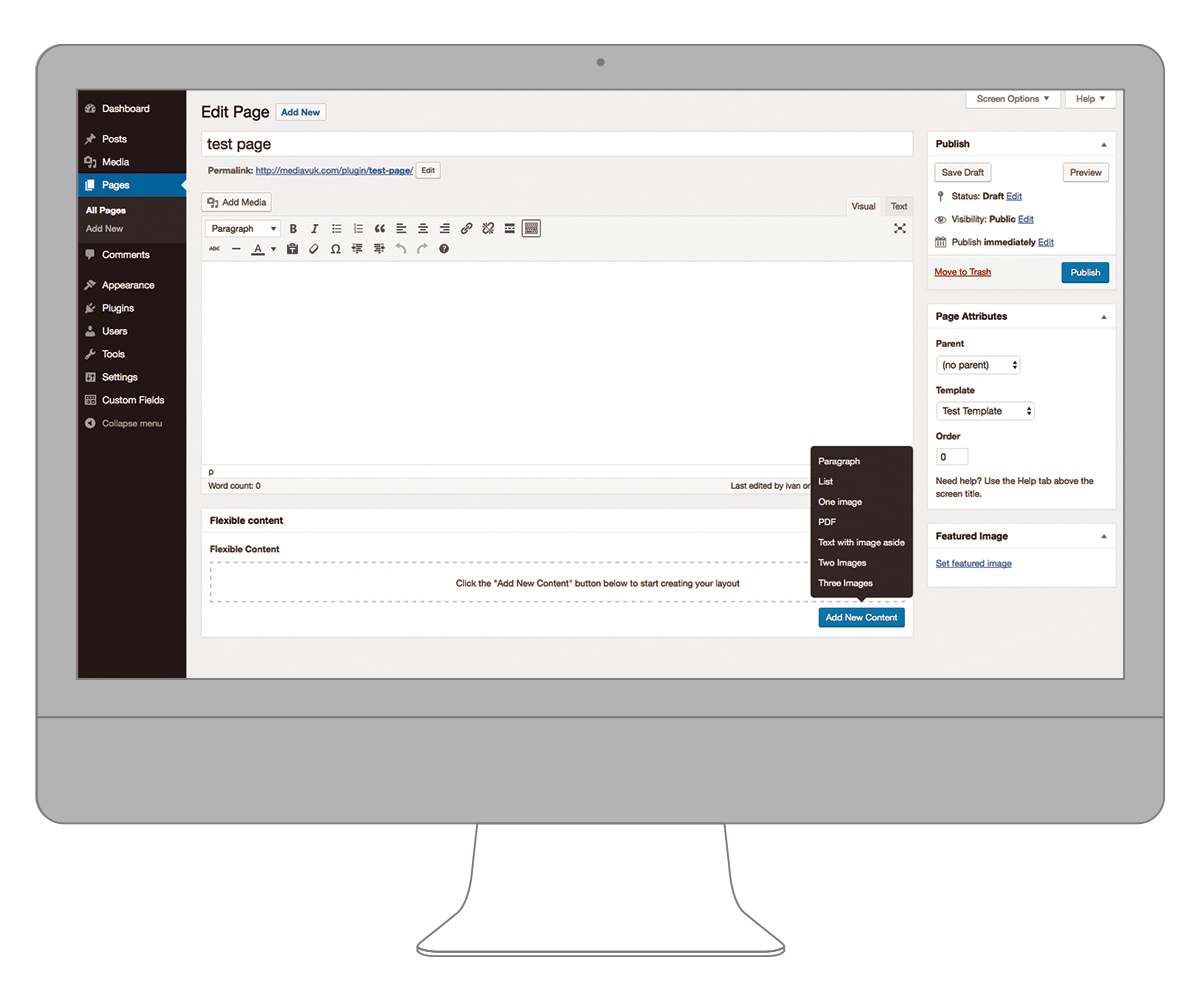 Dashboard
Posts
Media
Pages
All Pages
Add New
Comments
Appearance
Plugins
Users
Tools
Settings
Custom Fields
Collapse menu
Screen Options Help
Edit Page Add New
test page
Permalink: http://mediavuk.com/plugin/test-page/ Edit
Add Media
Visual Text
Paragraph B I
ABC A Ω
p
Word count: 0 Last edited by ivan on
Flexible content
Flexible Content
Click the "Add New Content" button below to start creating your layout
Paragraph
List
One image
PDF
Text with image aside
Two Images
Three Images
Add New Content
Publish
Save Draft Preview
Status: Draft Edit
Visibility: Public Edit
Publish immediately Edit
Move to Trash Publish
Page Attributes
Parent
(no parent)
Template
Test Template
Order
0
Need help? Use the Help tab above the
screen title.
Featured Image
Set featured image